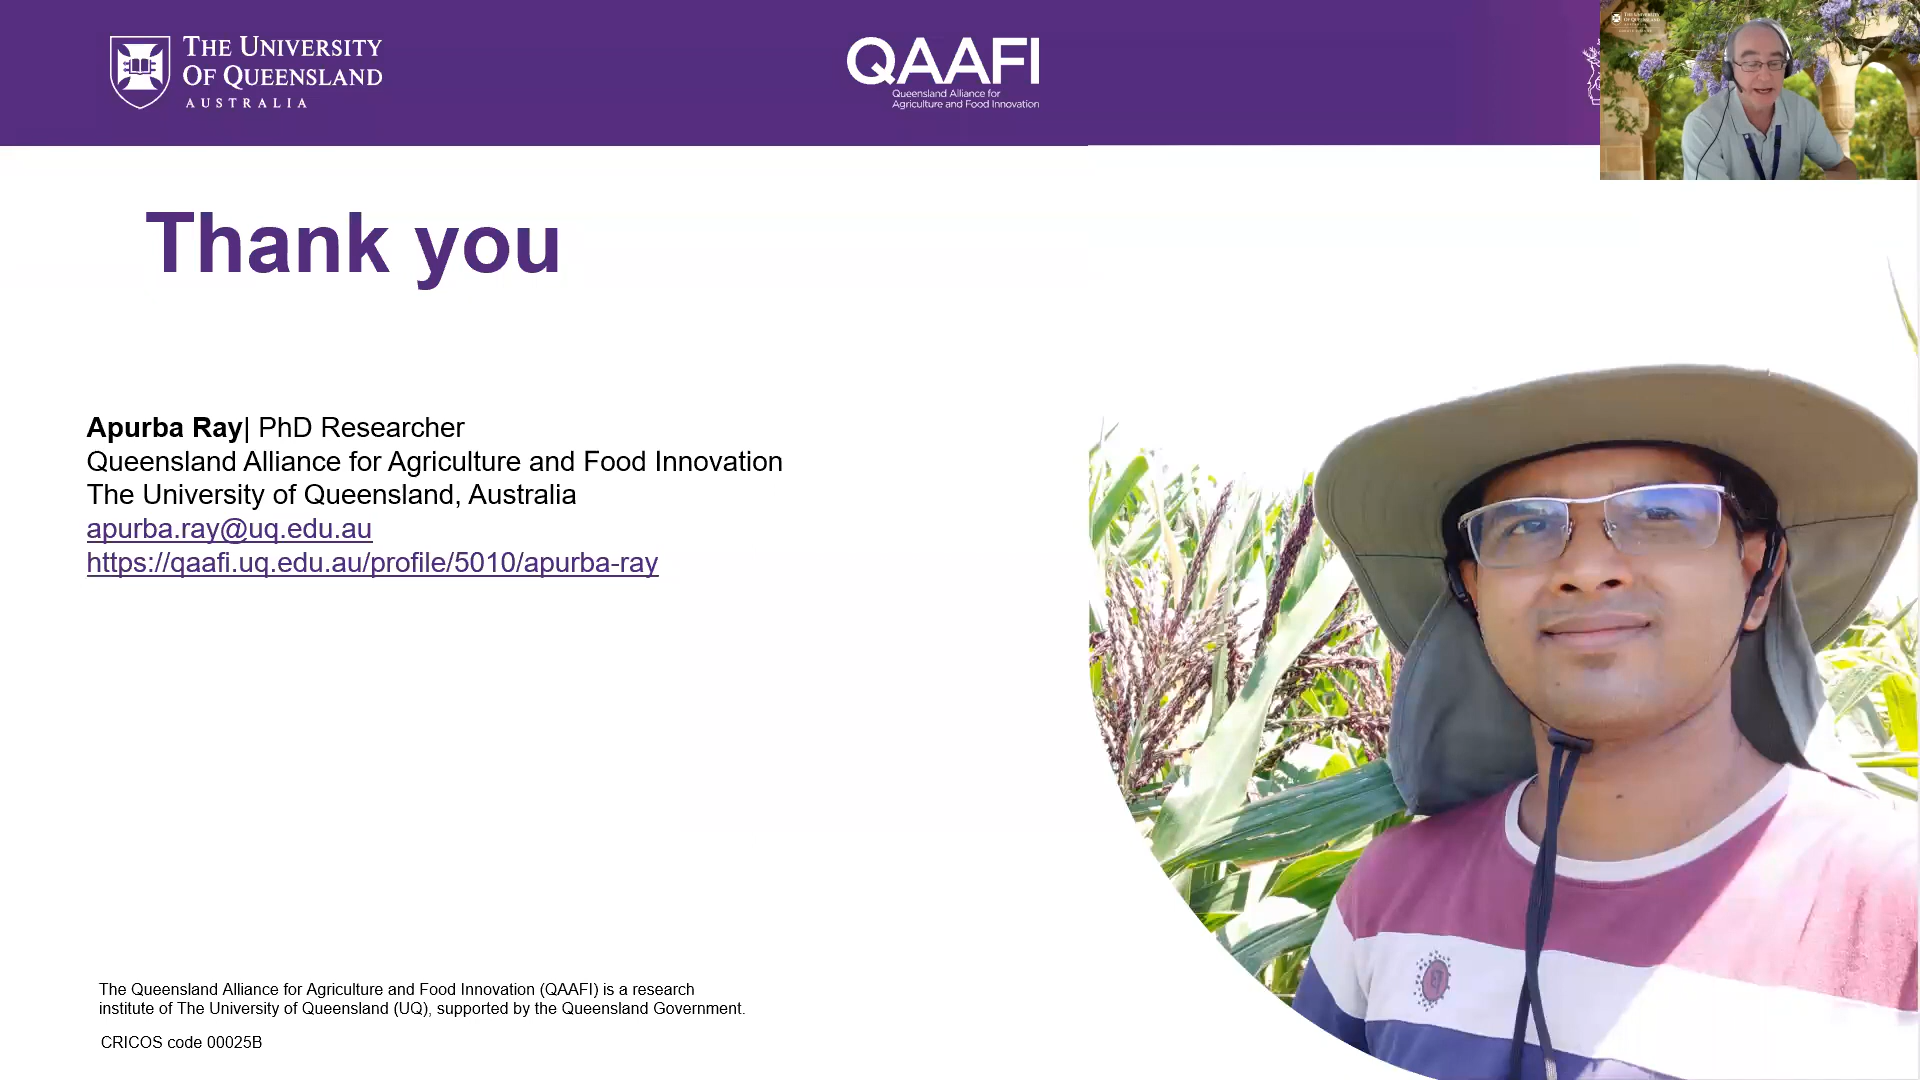 THE UNIVERSITY
OF QUEENSLAND
AUSTRALIA
QAAFI
Queensland Alliance for
Agriculture and Food Innovation
Thank you
Apurba Ray| PhD Researcher
Queensland Alliance for Agriculture and Food Innovation
The University of Queensland, Australia
apurba.ray@uq.edu.au
https://qaafi.uq.edu.au/profile/5010/apurba-ray
The Queensland Alliance for Agriculture and Food Innovation (QAAFI) is a research
institute of The University of Queensland (UQ), supported by the Queensland Government.
CRICOS code 00025B